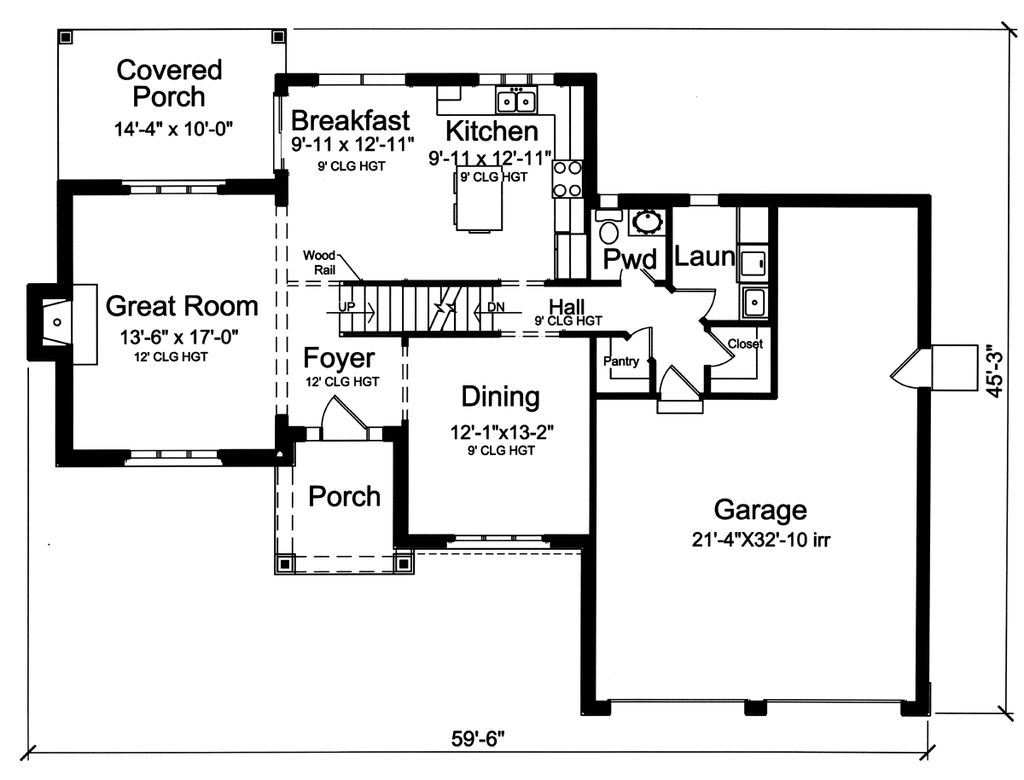 Covered
Porch
14'-4" x 10'-0"
Breakfast
9'-11 x 12'-11"
9' CLG HGT
Kitchen
9'-11 x 12'-11"
9' CLG HGT
Wood
Rail
Pwd
Laun
Great Room
13'-6" x 17'-0"
12' CLG HGT
UP
DN
Hall
9' CLG HGT
Foyer
12' CLG HGT
Pantry
Closet
Dining
12'-1"x13-2"
9' CLG HGT
Porch
Garage
21'-4"X32'-10 irr
45'-3"
59'-6"